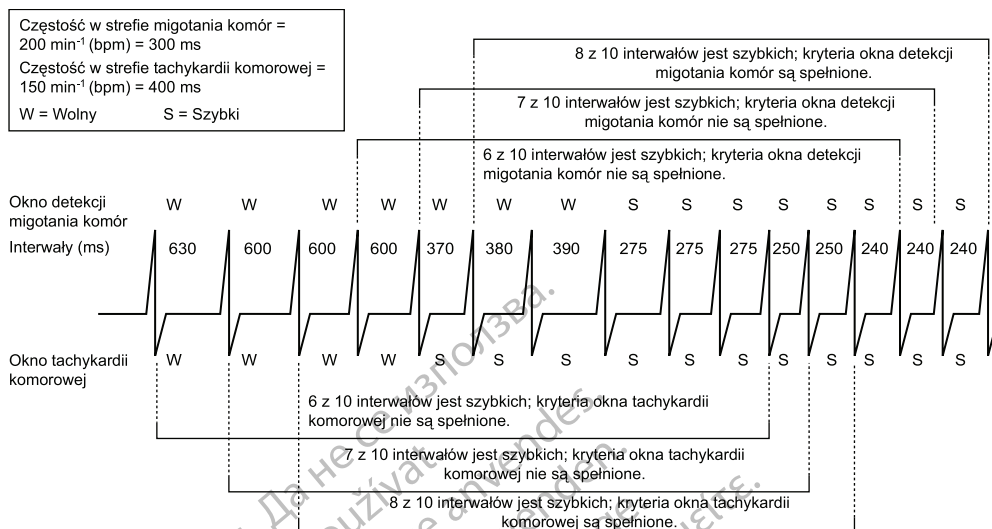 Częstość w strefie migotania komór =
200 min-1 (bpm) = 300 ms
Częstość w strefie tachykardii komorowej =
150 min-1 (bpm) = 400 ms
W = Wolny S = Szybki
8 z 10 interwałów jest szybkich; kryteria okna detekcji
migotania komór są spełnione.
7 z 10 interwałów jest szybkich; kryteria okna detekcji
migotania komór nie są spełnione.
6 z 10 interwałów jest szybkich; kryteria okna detekcji
migotania komór nie są spełnione.
Okno detekcji
migotania komór
W W W W W W W S S S S S S S S
Interwały (ms)
630 600 600 600 370 380 390 275 275 275 250 250 240 240 240
Okno tachykardii
komorowej
W W W W S S S S S S S S S S S
6 z 10 interwałów jest szybkich; kryteria okna tachykardii
komorowej nie są spełnione.
7 z 10 interwałów jest szybkich; kryteria okna tachykardii
komorowej nie są spełnione.
8 z 10 interwałów jest szybkich; kryteria okna tachykardii
komorowej są spełnione.
Да не се използва.
anvendes.